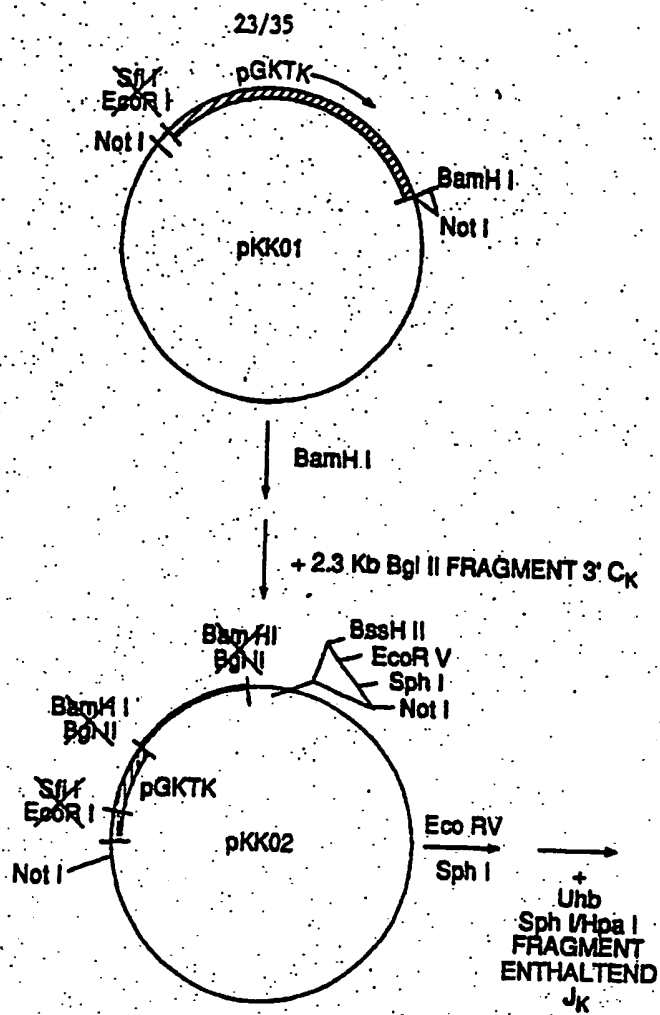 23/35
Sfi I
EcoR I
pGKTK
Not I
BamH I
Not I
pKK01
BamH I
+ 2.3 Kb Bgl II FRAGMENT 3' CK
Bam HI
Bgl II
BssH II
EcoR V
Sph I
Not I
BamH I
Bgl II
Sfi I
EcoR I
pGKTK
Not I
pKK02
Eco RV
Sph I
+
Uhb
Sph I/Hpa I
FRAGMENT
ENTHALTEND
JK